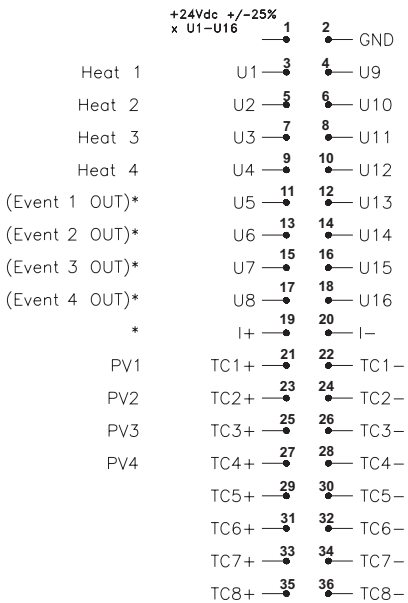 +24Vdc +/-25%
x U1-U16 1 2 GND
Heat 1 U1 3 4 U9
Heat 2 U2 5 6 U10
Heat 3 U3 7 8 U11
Heat 4 U4 9 10 U12
(Event 1 OUT)* U5 11 12 U13
(Event 2 OUT)* U6 13 14 U14
(Event 3 OUT)* U7 15 16 U15
(Event 4 OUT)* U8 17 18 U16
* I+ 19 20 I-
PV1 TC1+ 21 22 TC1-
PV2 TC2+ 23 24 TC2-
PV3 TC3+ 25 26 TC3-
PV4 TC4+ 27 28 TC4-
TC5+ 29 30 TC5-
TC6+ 31 32 TC6-
TC7+ 33 34 TC7-
TC8+ 35 36 TC8-